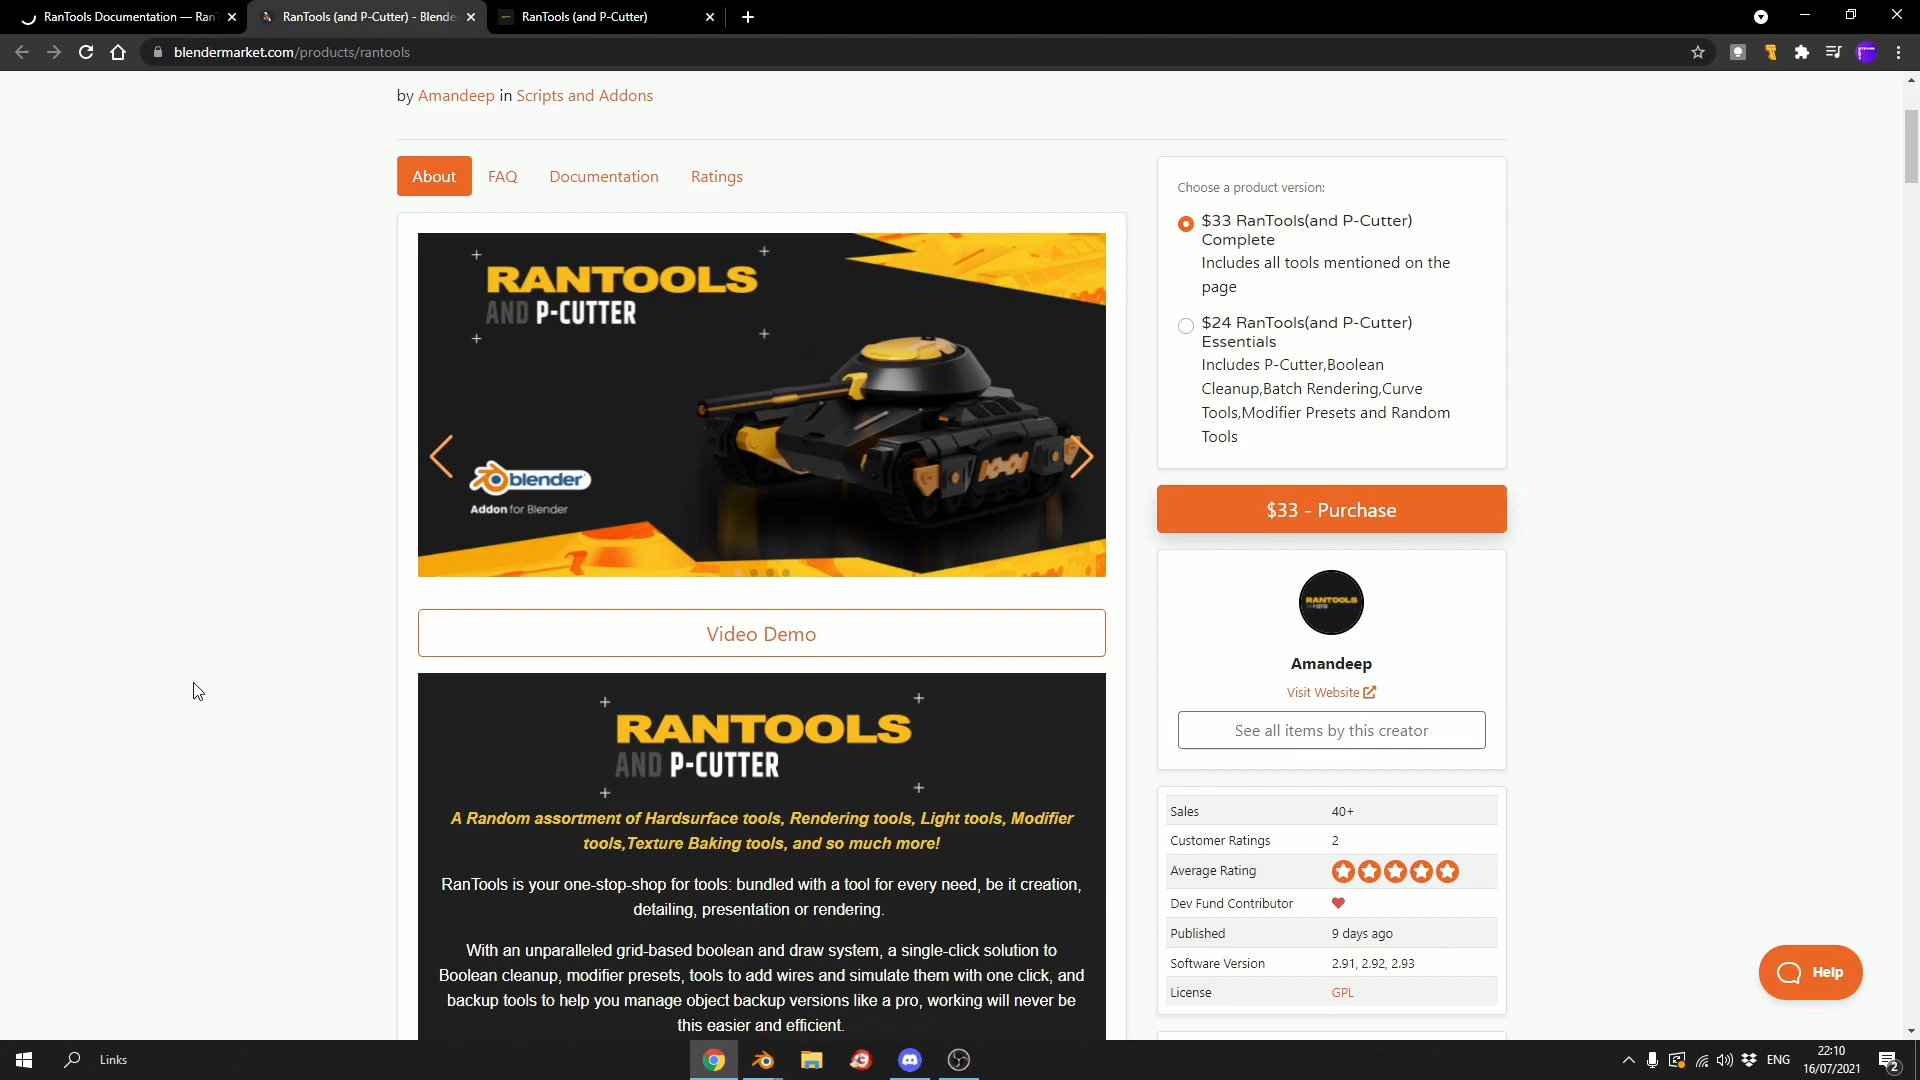 RanTools Documentation — Ran
RanTools (and P-Cutter) - Blende
RanTools (and P-Cutter)
blendermarket.com/products/rantools
by Amandeep in Scripts and Addons
About
FAQ
Documentation
Ratings
RANTOOLS
AND P-CUTTER
blender
Addon for Blender
Video Demo
RANTOOLS
AND P-CUTTER
A Random assortment of Hardsurface tools, Rendering tools, Light tools, Modifier
tools,Texture Baking tools, and so much more!
RanTools is your one-stop-shop for tools: bundled with a tool for every need, be it creation,
detailing, presentation or rendering.
With an unparalleled grid-based boolean and draw system, a single-click solution to
Boolean cleanup, modifier presets, tools to add wires and simulate them with one click, and
backup tools to help you manage object backup versions like a pro, working will never be
this easier and efficient.
Choose a product version:
$33 RanTools(and P-Cutter)
Complete
Includes all tools mentioned on the
page
$24 RanTools(and P-Cutter)
Essentials
Includes P-Cutter,Boolean
Cleanup,Batch Rendering,Curve
Tools,Modifier Presets and Random
Tools
$33 - Purchase
RANTOOLS
Amandeep
Visit Website
See all items by this creator
Sales 40+
Customer Ratings 2
Average Rating
Dev Fund Contributor
Published 9 days ago
Software Version 2.91, 2.92, 2.93
License GPL
Help
Links
ENG
22:10
16/07/2021
2